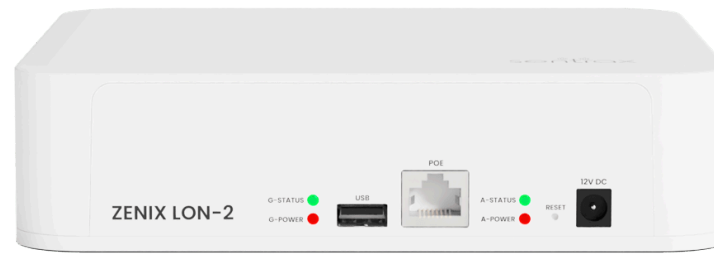 ZENIX LON-2
G-STATUS
G-POWER
USB
POE
A-STATUS
A-POWER
RESET
12V DC